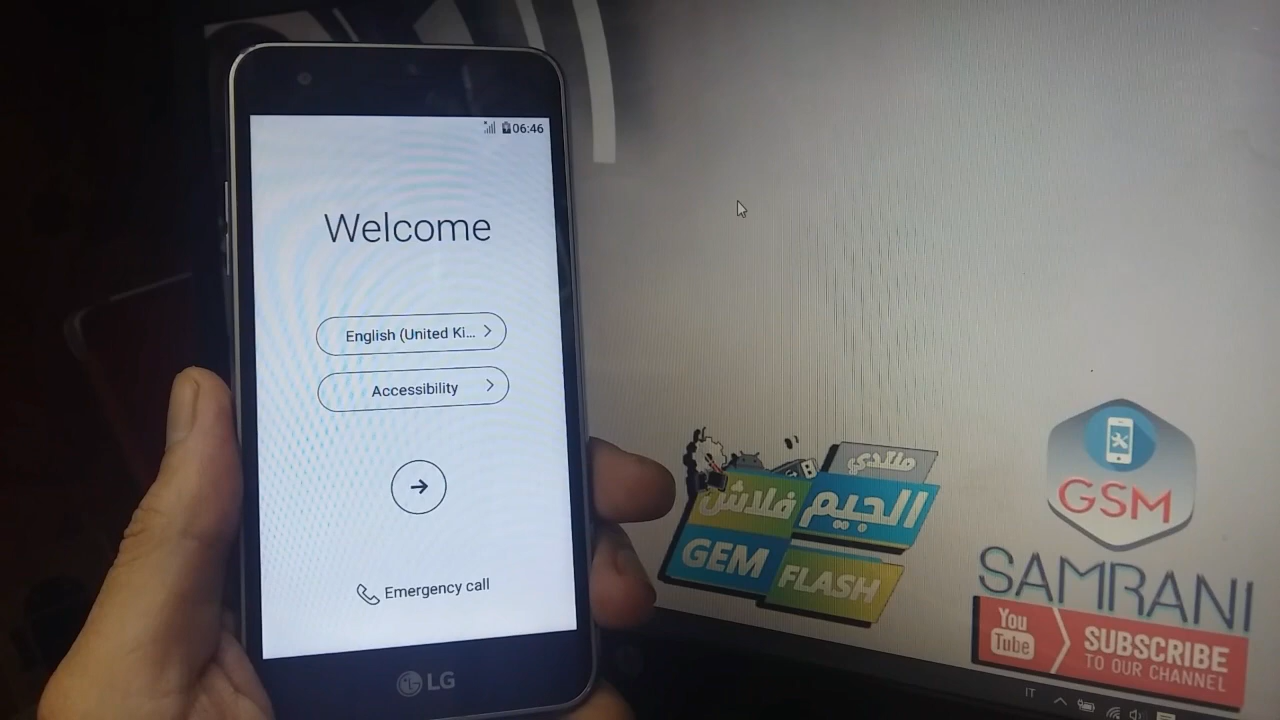 06:46
Welcome
English (United Ki...
Accessibility
Emergency call
LG
منتدي
الجيم فلاش
GEM FLASH
GSM
SAMRANI
You Tube
SUBSCRIBE
TO OUR CHANNEL
IT